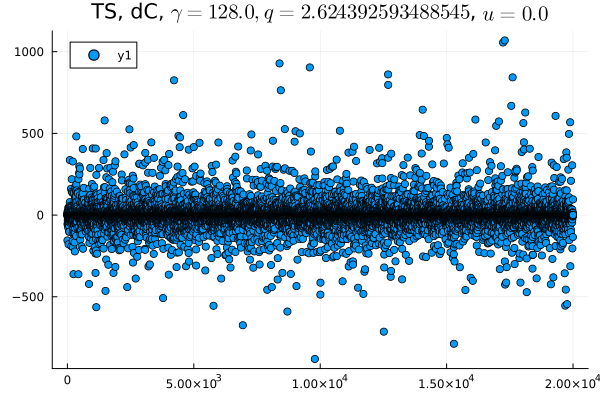 TS, dC, γ = 128.0, q = 2.624392593488545, u = 0.0
y1
1000
500
0
−500
0 5.00×10³ 1.00×10⁴ 1.50×10⁴ 2.00×10⁴